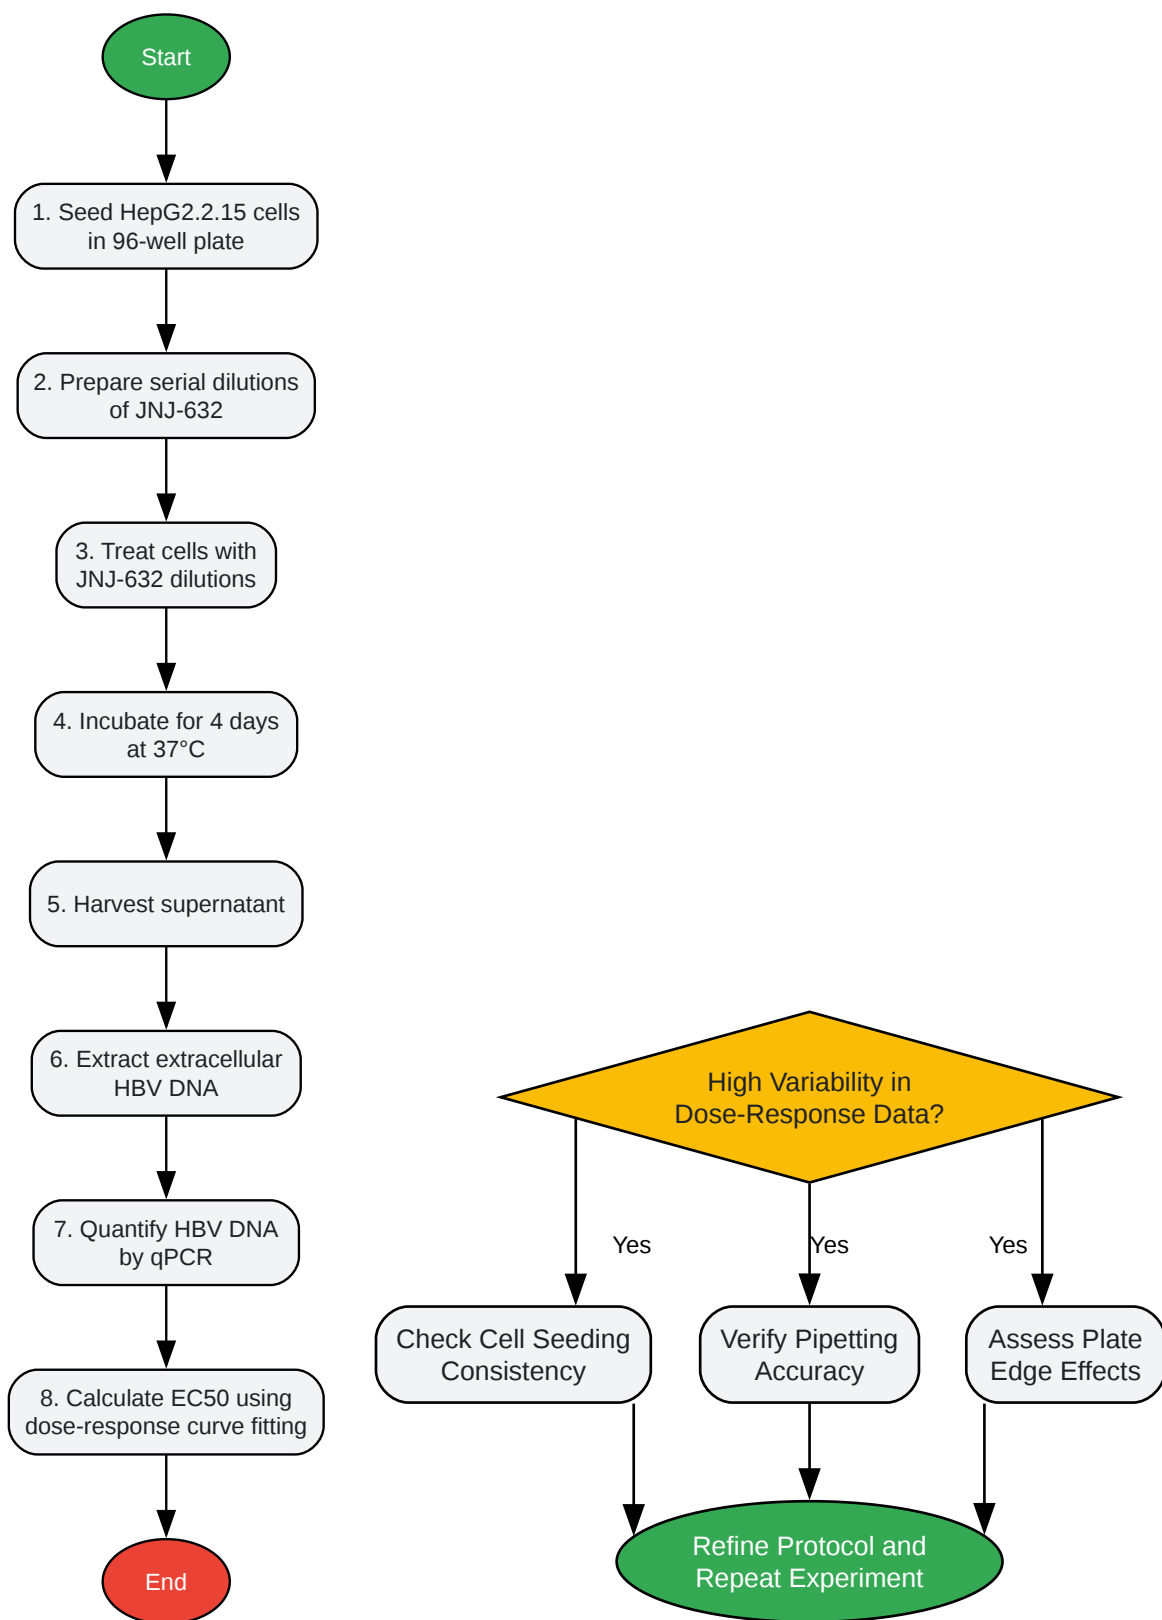 Start
1. Seed HepG2.2.15 cells
in 96-well plate
2. Prepare serial dilutions
of JNJ-632
3. Treat cells with
JNJ-632 dilutions
4. Incubate for 4 days
at 37°C
5. Harvest supernatant
6. Extract extracellular
HBV DNA
7. Quantify HBV DNA
by qPCR
8. Calculate EC50 using
dose-response curve fitting
End
High Variability in
Dose-Response Data?
Yes
Yes
Yes
Check Cell Seeding
Consistency
Verify Pipetting
Accuracy
Assess Plate
Edge Effects
Refine Protocol and
Repeat Experiment